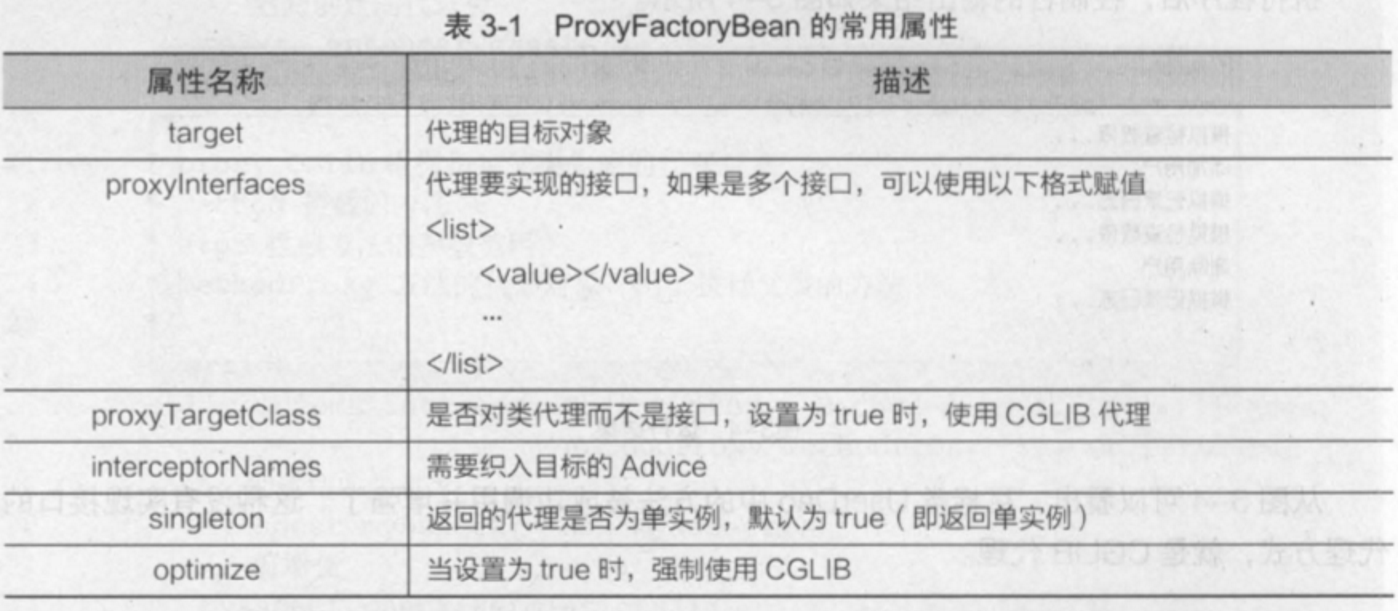 表 3-1 ProxyFactoryBean 的常用属性
属性名称 描述
target 代理的目标对象
proxyInterfaces 代理要实现的接口，如果是多个接口，可以使用以下格式赋值
<list>
<value></value>
...
</list>
proxyTargetClass 是否对类代理而不是接口，设置为 true 时，使用 CGLIB 代理
interceptorNames 需要织入目标的 Advice
singleton 返回的代理是否为单实例，默认为 true（即返回单实例）
optimize 当设置为 true 时，强制使用 CGLIB